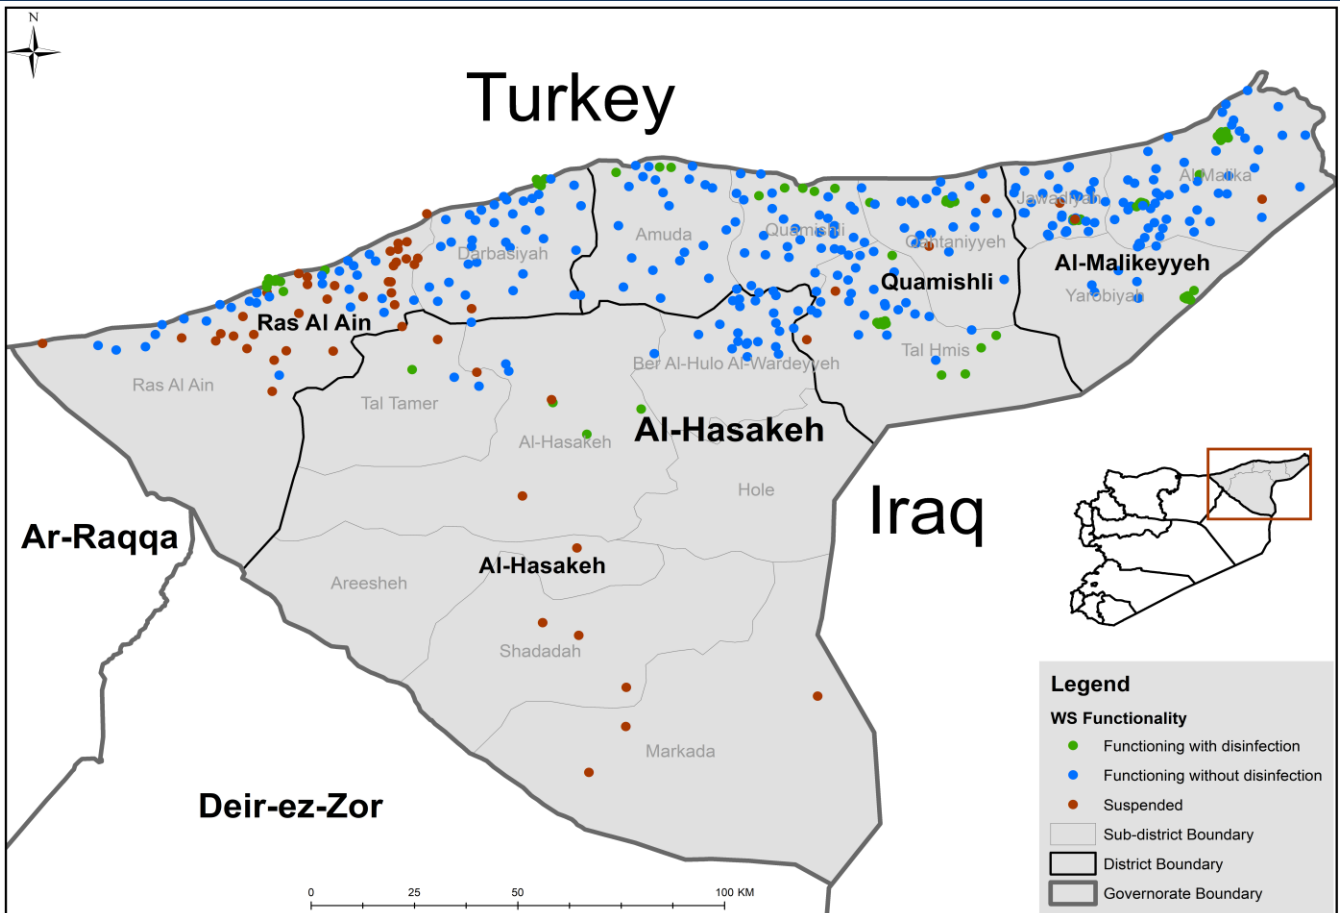 N
Turkey
Al-Malika
Jawadiyah
Amuda
Quamishli
Qahtaniyyeh
Darbasiyah
Al-Malikeyyeh
Quamishli
Yarobiyah
Ras Al Ain
Tal Hmis
Ber Al-Hulo Al-Wardeyyeh
Ras Al Ain
Tal Tamer
Al-Hasakeh
Al-Hasakeh
Hole
Iraq
Ar-Raqqa
Al-Hasakeh
Areesheh
Shadadah
Markada
Deir-ez-Zor
0 25 50 100 KM
Legend
WS Functionality
Functioning with disinfection
Functioning without disinfection
Suspended
Sub-district Boundary
District Boundary
Governorate Boundary